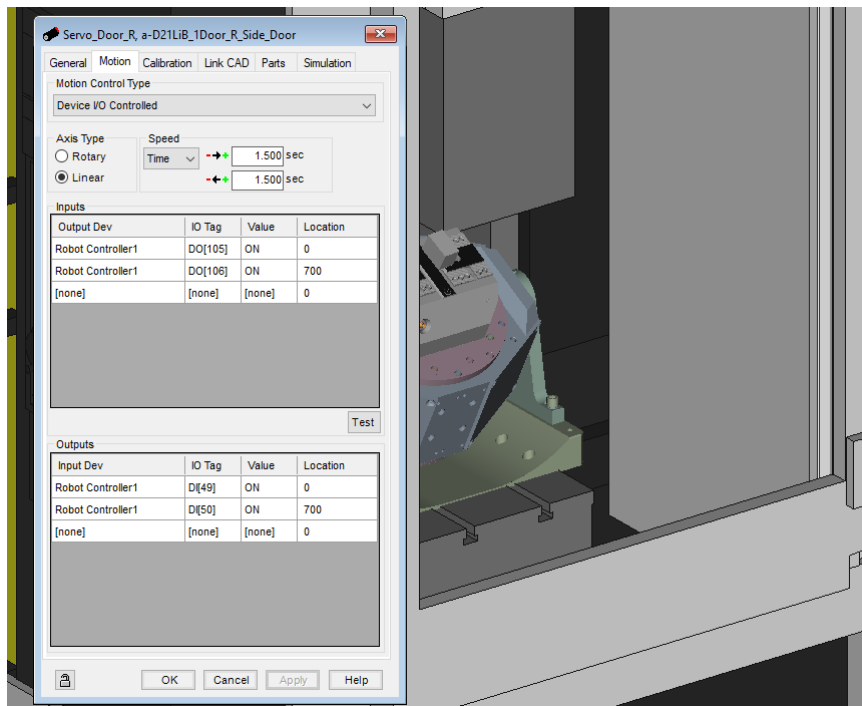 Servo_Door_R, a-D21LiB_1Door_R_Side_Door
General Motion Calibration Link CAD Parts Simulation
Motion Control Type
Device I/O Controlled
Axis Type Speed
Rotary Time 1.500 sec
Linear 1.500 sec
Inputs
Output Dev IO Tag Value Location
Robot Controller1 DO[105] ON 0
Robot Controller1 DO[106] ON 700
[none] [none] [none] 0
Test
Outputs
Input Dev IO Tag Value Location
Robot Controller1 DI[49] ON 0
Robot Controller1 DI[50] ON 700
[none] [none] [none] 0
OK Cancel Apply Help